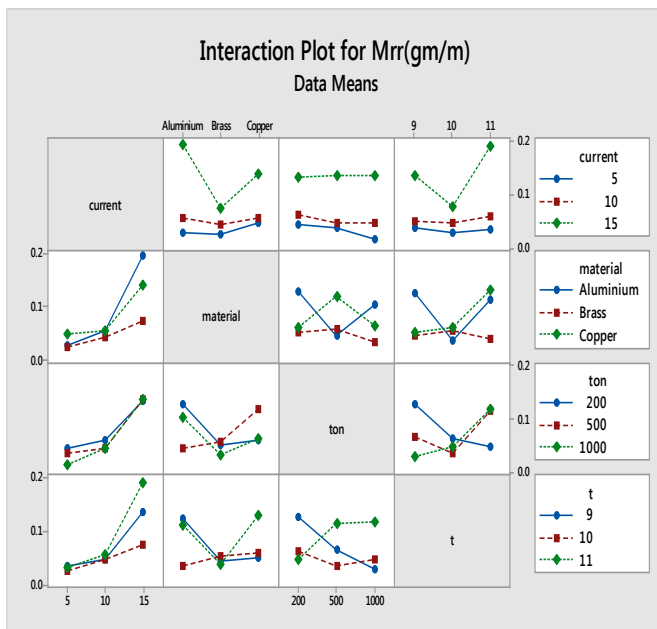 Interaction Plot for Mrr(gm/m)
Data Means
Aluminium Brass Copper
9 10 11
current
0.2
0.1
0.0
current
5
10
15
0.2
0.1
0.0
material
material
Aluminium
Brass
Copper
ton
0.2
0.1
0.0
ton
200
500
1000
0.2
0.1
0.0
t
t
9
10
11
5 10 15
200 500 1000